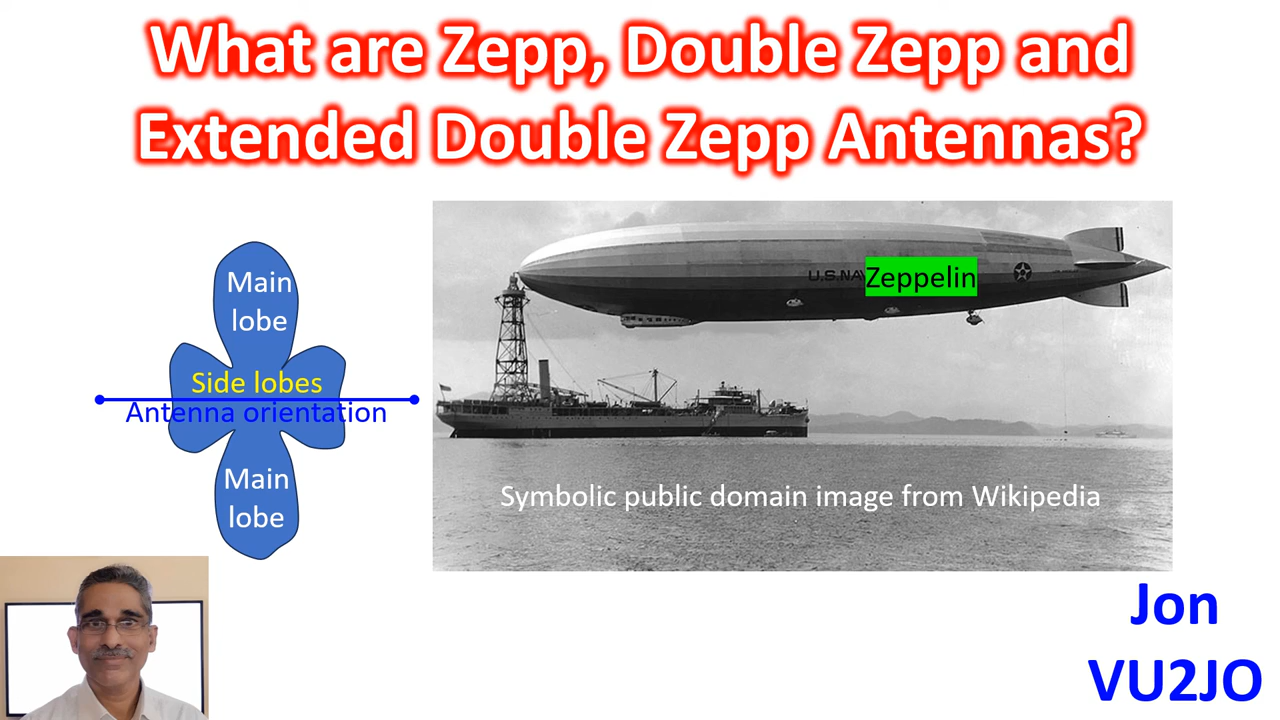 What are Zepp, Double Zepp and
Extended Double Zepp Antennas?
Main
lobe
Side lobes
Antenna orientation
Main
lobe
U.S.NA
Zeppelin
Symbolic public domain image from Wikipedia
Jon
VU2JO